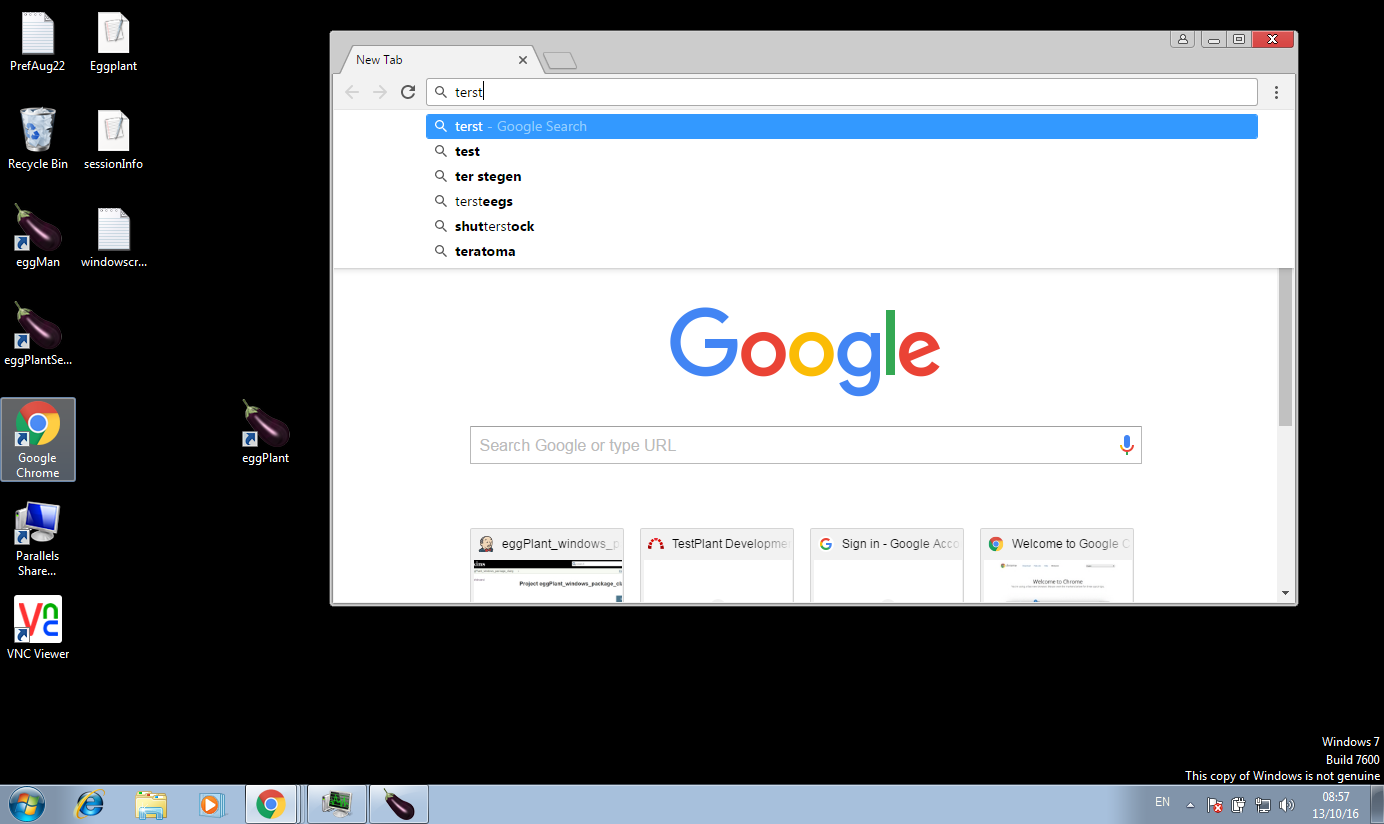 PrefAug22
Eggplant
Recycle Bin
sessionInfo
eggMan
windowscr...
eggPlantSe...
Google
Chrome
eggPlant
Parallels
Share...
VNC Viewer
New Tab
terst
terst - Google Search
test
ter stegen
tersteegs
shutterstock
teratoma
Google
Search Google or type URL
eggPlant_windows_p
TestPlant Developme
Sign in - Google Acco
Welcome to Google C
Project eggPlant_windows_package_cla
Welcome to Chrome
Windows 7
Build 7600
This copy of Windows is not genuine
EN
08:57
13/10/16